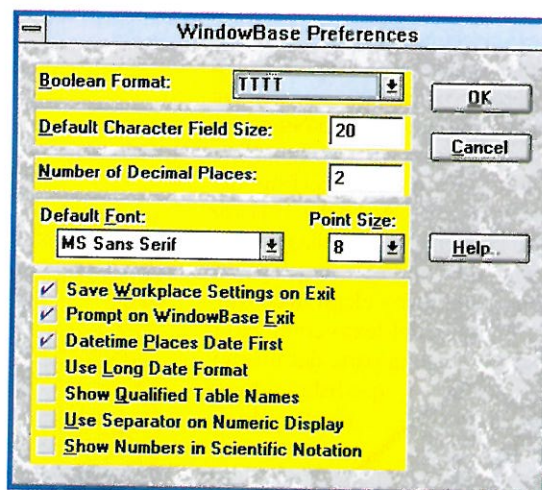 WindowBase Preferences
Boolean Format: TTTT
OK
Default Character Field Size: 20
Cancel
Number of Decimal Places: 2
Default Font: Point Size:
MS Sans Serif 8
Help..
Save Workplace Settings on Exit
Prompt on WindowBase Exit
Datetime Places Date First
Use Long Date Format
Show Qualified Table Names
Use Separator on Numeric Display
Show Numbers in Scientific Notation